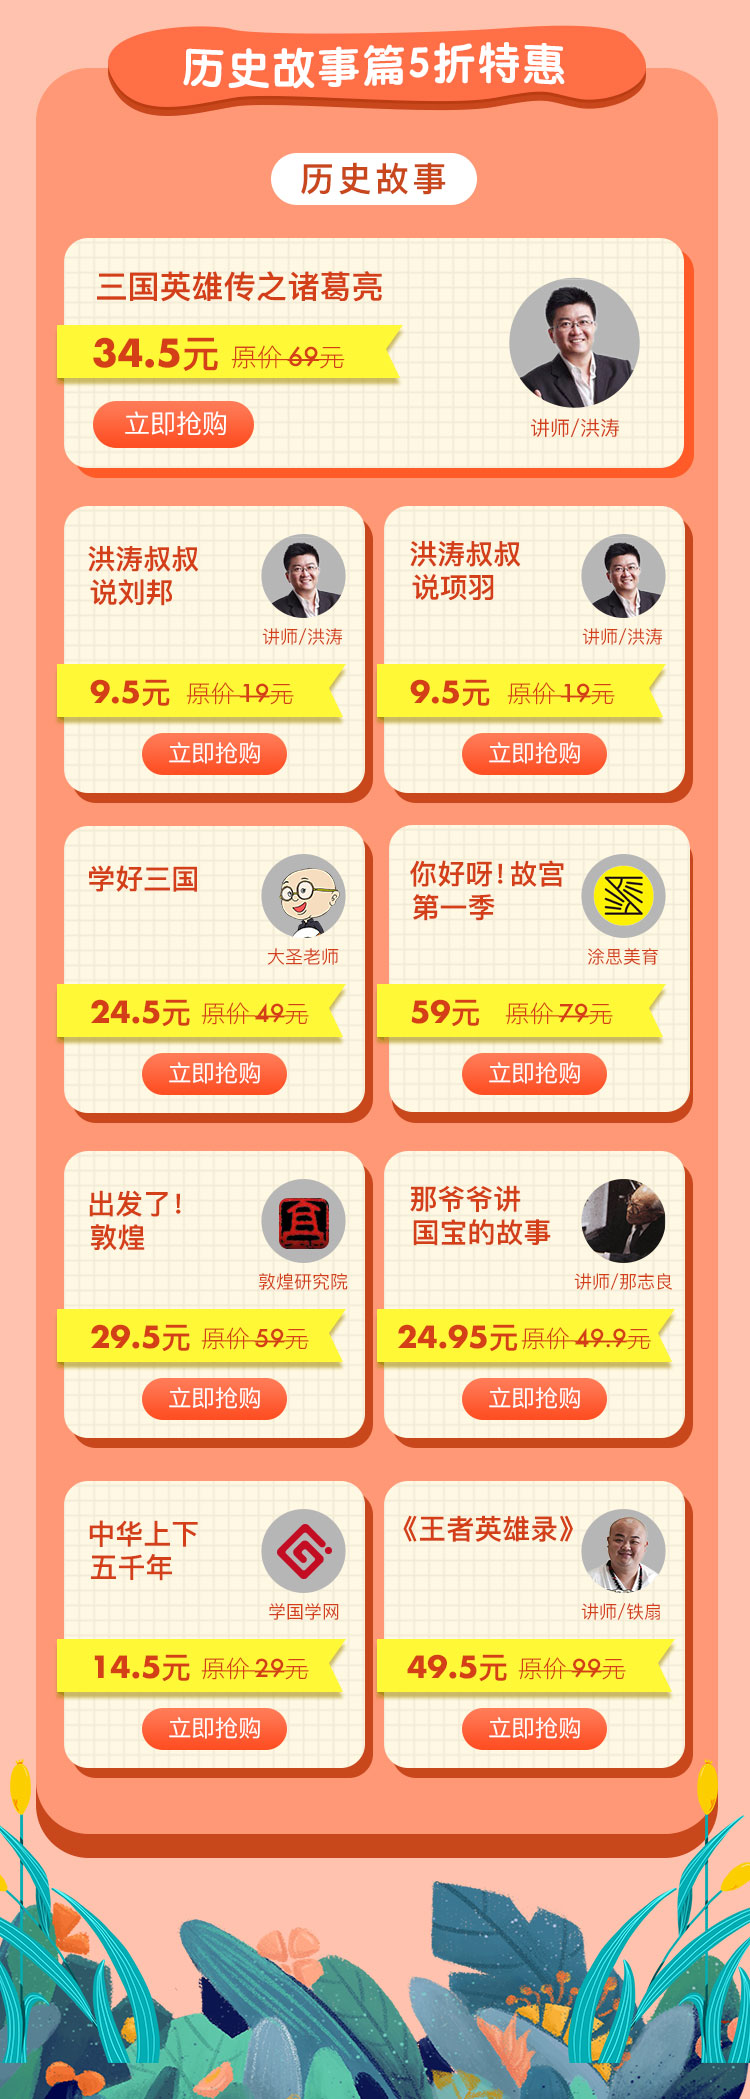 历史故事篇5折特惠
历史故事
三国英雄传之诸葛亮
34.5元 原价 69元
立即抢购
讲师/洪涛
洪涛叔叔
说刘邦
讲师/洪涛
9.5元 原价 19元
立即抢购
洪涛叔叔
说项羽
讲师/洪涛
9.5元 原价 19元
立即抢购
学好三国
大圣老师
24.5元 原价 49元
立即抢购
你好呀!故宫
第一季
涂思美育
59元 原价 79元
立即抢购
出发了!
敦煌
敦煌研究院
29.5元 原价 59元
立即抢购
那爷爷讲
国宝的故事
讲师/那志良
24.95元 原价 49.9元
立即抢购
中华上下
五千年
学国学网
14.5元 原价 29元
立即抢购
《王者英雄录》
讲师/铁扇
49.5元 原价 99元
立即抢购